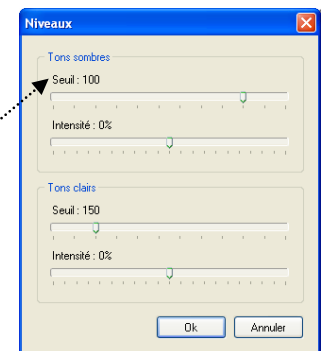 Niveaux
Tons sombres
Seuil : 100
Intensité : 0%
Tons clairs
Seuil : 150
Intensité : 0%
Ok
Annuler